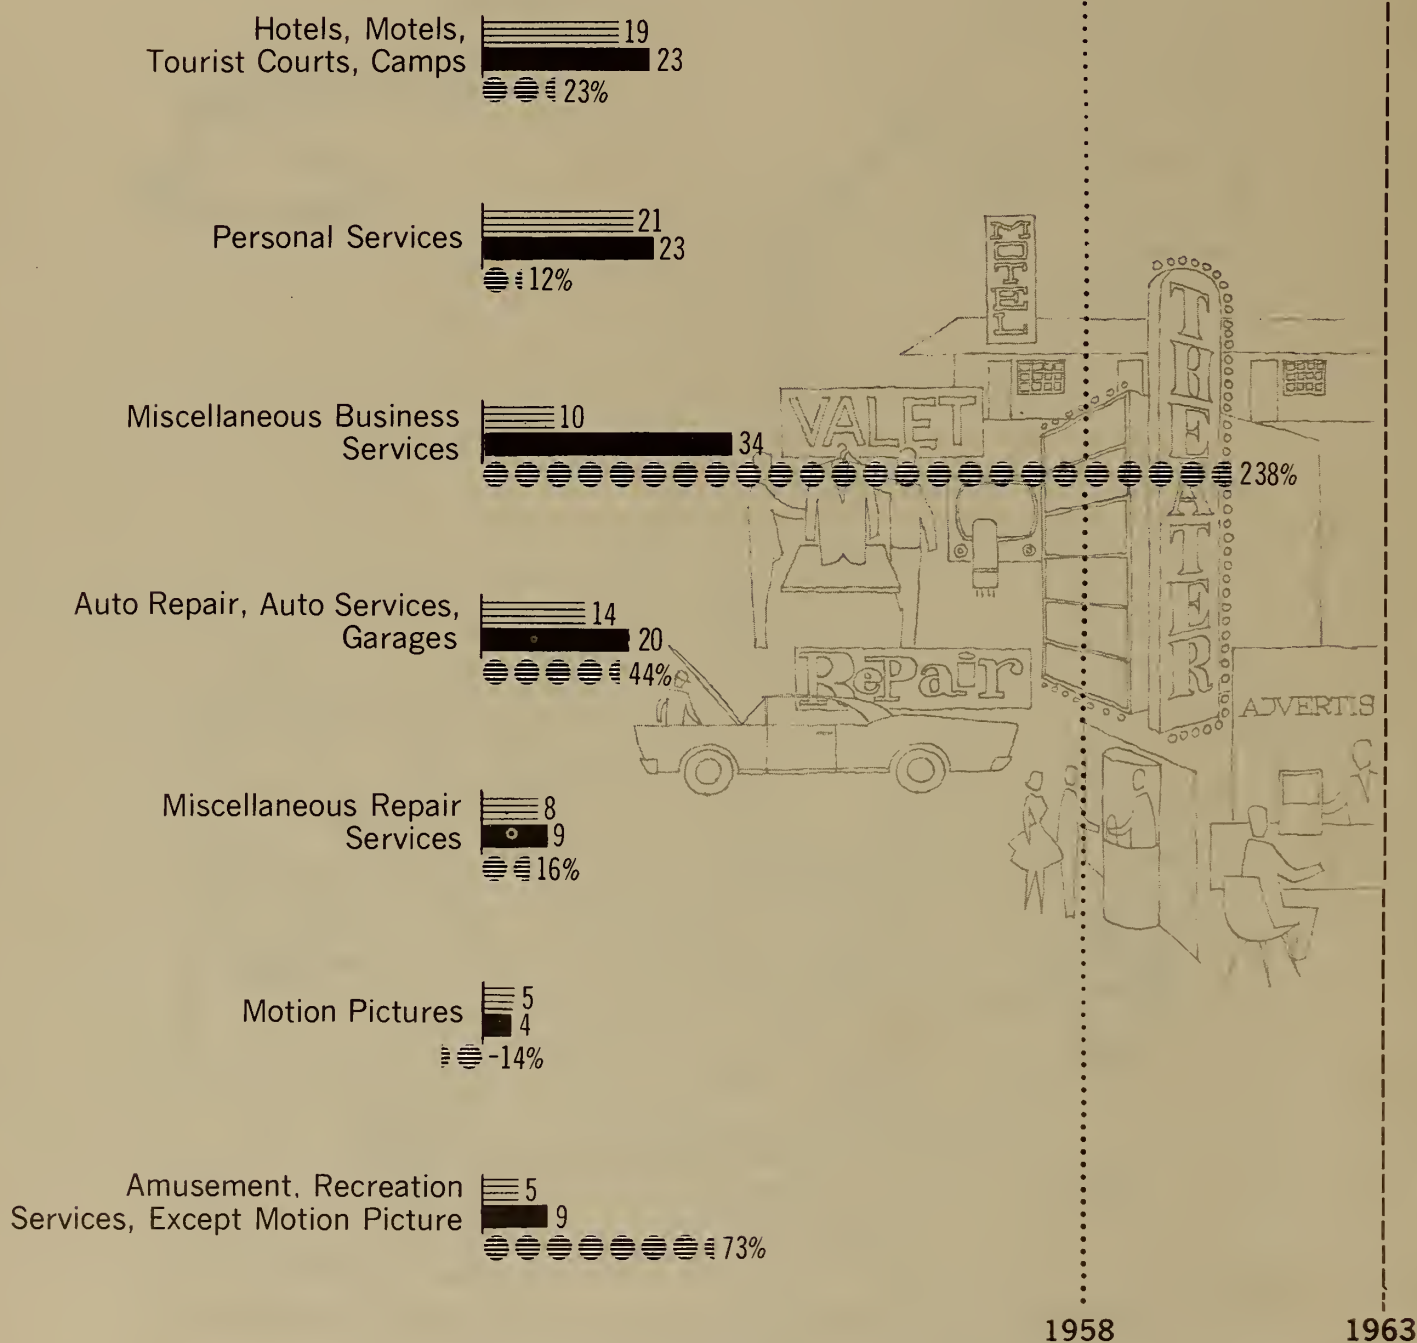 Hotels, Motels,
Tourist Courts, Camps
19
23
23%
Personal Services
21
23
12%
Miscellaneous Business
Services
10
34
238%
Auto Repair, Auto Services,
Garages
14
20
44%
Miscellaneous Repair
Services
8
9
16%
Motion Pictures
5
4
-14%
Amusement, Recreation
Services, Except Motion Picture
5
9
73%
MOTEL
THEATER
VALET
RePair
ADVERTIS
1958
1963